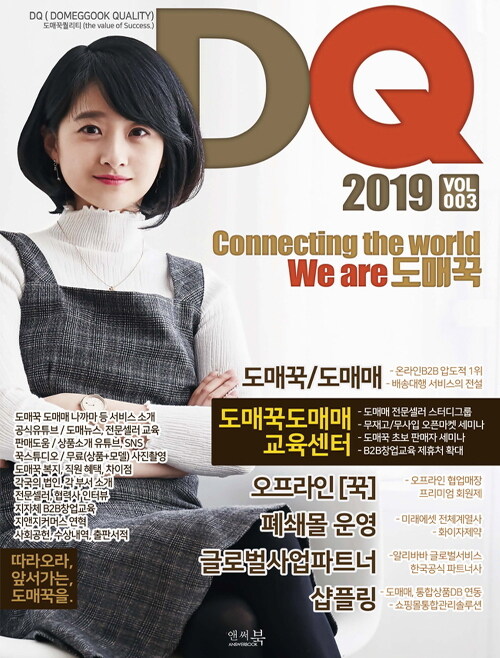 DQ ( DOMEGGOOK QUALITY)
도매꾹퀄리티 (the value of Success.)
DQ
2019 VOL 003
Connecting the world
We are 도매꾹
도매꾹/도매매
- 온라인B2B 압도적 1위
- 배송대행 서비스의 전설
도매꾹도매매
교육센터
- 도매매 전문셀러 스터디그룹
- 무재고/무사입 오픈마켓 세미나
- 도매꾹 초보 판매자 세미나
- B2B창업교육 제휴처 확대
오프라인 [꾹]
- 오프라인 협업매장
프리미엄 회원제
폐쇄몰 운영
- 미래에셋 전체계열사
- 화이자제약
글로벌사업파트너
-알리바바 글로벌서비스
한국공식 파트너사
샵플링
- 도매매, 통합상품DB 연동
- 쇼핑몰통합관리솔루션
도매꾹 도매매 나까마 등 서비스 소개
공식유튜브 / 도매뉴스, 전문셀러 교육
판매도움 / 상품소개 유튜브, SNS
꾹스튜디오 / 무료(상품+모델) 사진촬영
도매꾹 복지, 직원 혜택, 차이점
각국의 법인, 각 부서 소개
전문셀러, 협력사 인터뷰
지자체 B2B창업교육
지앤지커머스 연혁
사회공헌, 수상내역, 출판서적
따라오라,
앞서가는,
도매꾹을.
앤써북
ANSWERBOOK